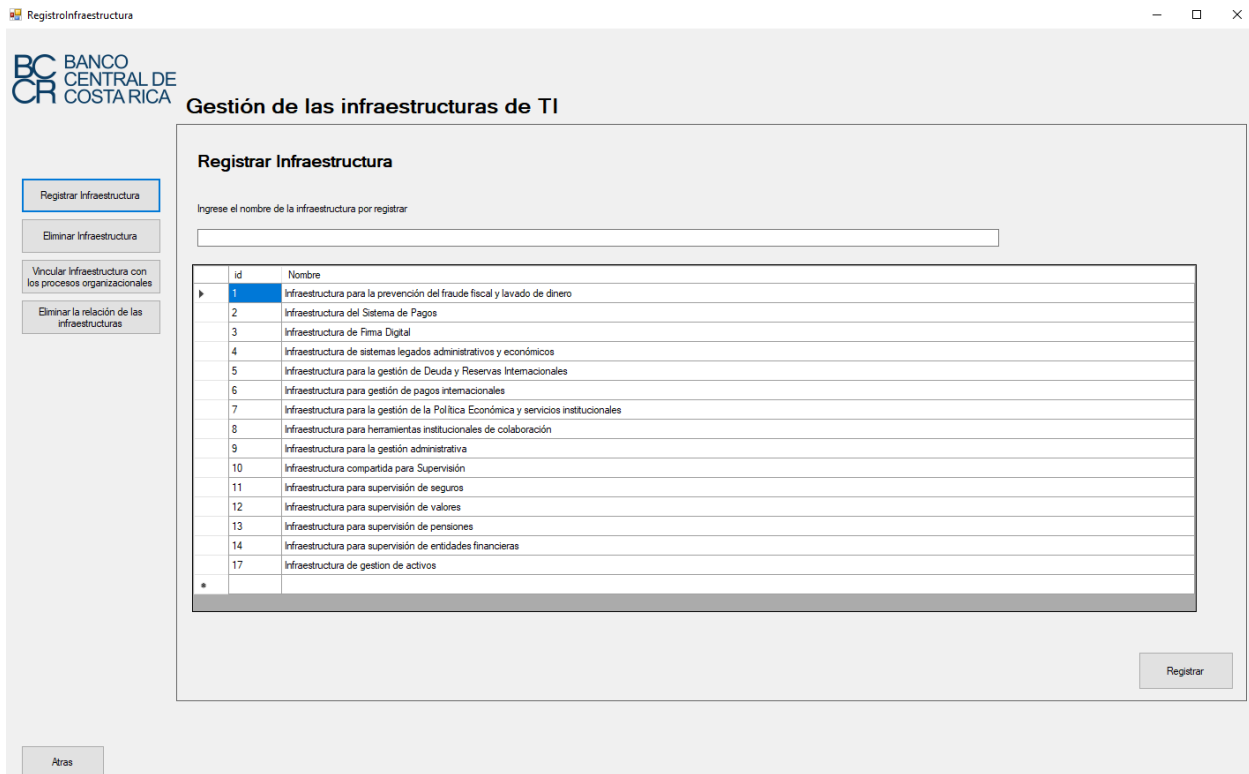 RegistroInfraestructura
BANCO
CENTRAL DE
COSTA RICA
BC
CR
Gestión de las infraestructuras de TI
Registrar Infraestructura
Eliminar Infraestructura
Vincular Infraestructura con
los procesos organizacionales
Eliminar la relación de las
infraestructuras
Registrar Infraestructura
Ingrese el nombre de la infraestructura por registrar
id Nombre
1 Infraestructura para la prevención del fraude fiscal y lavado de dinero
2 Infraestructura del Sistema de Pagos
3 Infraestructura de Firma Digital
4 Infraestructura de sistemas legados administrativos y económicos
5 Infraestructura para la gestión de Deuda y Reservas Internacionales
6 Infraestructura para gestión de pagos internacionales
7 Infraestructura para la gestión de la Política Económica y servicios institucionales
8 Infraestructura para herramientas institucionales de colaboración
9 Infraestructura para la gestión administrativa
10 Infraestructura compartida para Supervisión
11 Infraestructura para supervisión de seguros
12 Infraestructura para supervisión de valores
13 Infraestructura para supervisión de pensiones
14 Infraestructura para supervisión de entidades financieras
17 Infraestructura de gestion de activos
Registrar
Atras